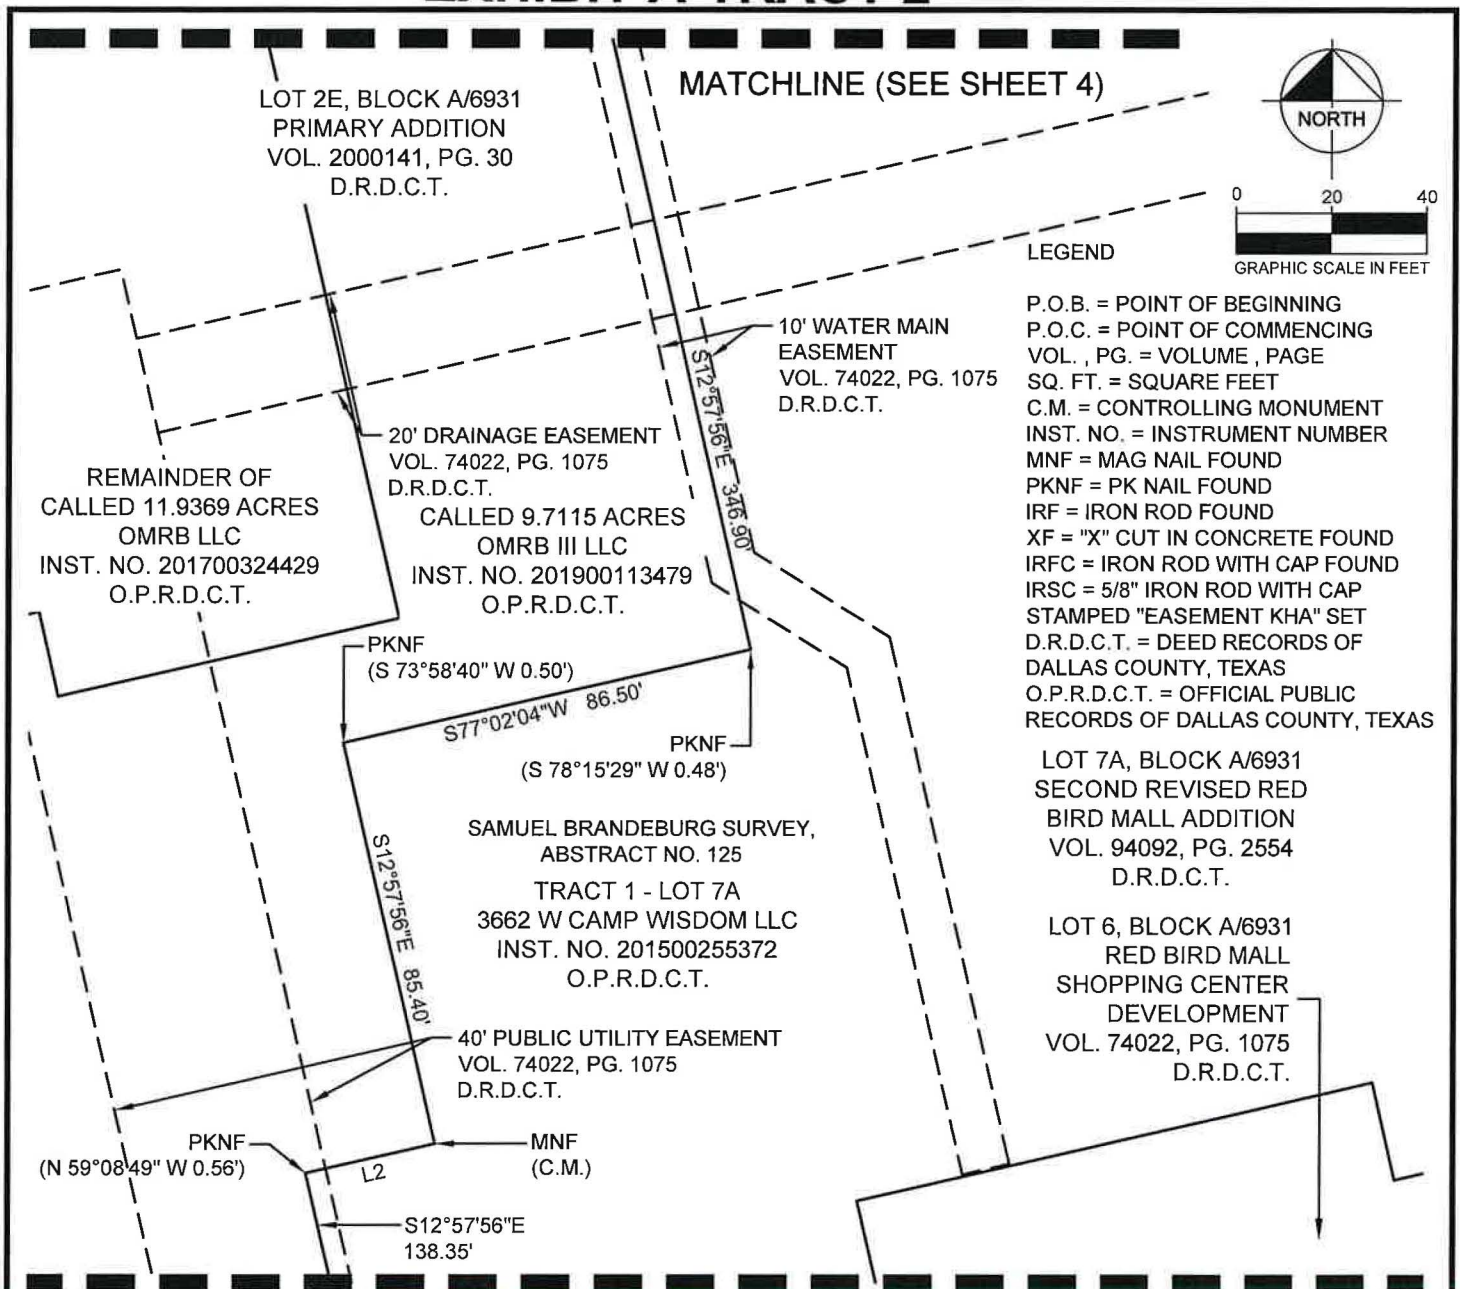 MATCHLINE (SEE SHEET 4)
LOT 2E, BLOCK A/6931
PRIMARY ADDITION
VOL. 2000141, PG. 30
D.R.D.C.T.
NORTH
0 20 40
GRAPHIC SCALE IN FEET
LEGEND
P.O.B. = POINT OF BEGINNING
P.O.C. = POINT OF COMMENCING
VOL. , PG. = VOLUME , PAGE
SQ. FT. = SQUARE FEET
C.M. = CONTROLLING MONUMENT
INST. NO. = INSTRUMENT NUMBER
MNF = MAG NAIL FOUND
PKNF = PK NAIL FOUND
IRF = IRON ROD FOUND
XF = "X" CUT IN CONCRETE FOUND
IRFC = IRON ROD WITH CAP FOUND
IRSC = 5/8" IRON ROD WITH CAP
STAMPED "EASEMENT KHA" SET
D.R.D.C.T. = DEED RECORDS OF
DALLAS COUNTY, TEXAS
O.P.R.D.C.T. = OFFICIAL PUBLIC
RECORDS OF DALLAS COUNTY, TEXAS
10' WATER MAIN
EASEMENT
VOL. 74022, PG. 1075
D.R.D.C.T.
S12°57'56"E 346.90'
20' DRAINAGE EASEMENT
VOL. 74022, PG. 1075
D.R.D.C.T.
REMAINDER OF
CALLED 11.9369 ACRES
OMRB LLC
INST. NO. 201700324429
O.P.R.D.C.T.
CALLED 9.7115 ACRES
OMRB III LLC
INST. NO. 201900113479
O.P.R.D.C.T.
PKNF
(S 73°58'40" W 0.50')
S77°02'04"W 86.50'
PKNF
(S 78°15'29" W 0.48')
SAMUEL BRANDEBURG SURVEY,
ABSTRACT NO. 125
TRACT 1 - LOT 7A
3662 W CAMP WISDOM LLC
INST. NO. 201500255372
O.P.R.D.C.T.
S12°57'56"E 85.40'
LOT 7A, BLOCK A/6931
SECOND REVISED RED
BIRD MALL ADDITION
VOL. 94092, PG. 2554
D.R.D.C.T.
LOT 6, BLOCK A/6931
RED BIRD MALL
SHOPPING CENTER
DEVELOPMENT
VOL. 74022, PG. 1075
D.R.D.C.T.
40' PUBLIC UTILITY EASEMENT
VOL. 74022, PG. 1075
D.R.D.C.T.
PKNF
(N 59°08'49" W 0.56')
L2
MNF
(C.M.)
S12°57'56"E
138.35'